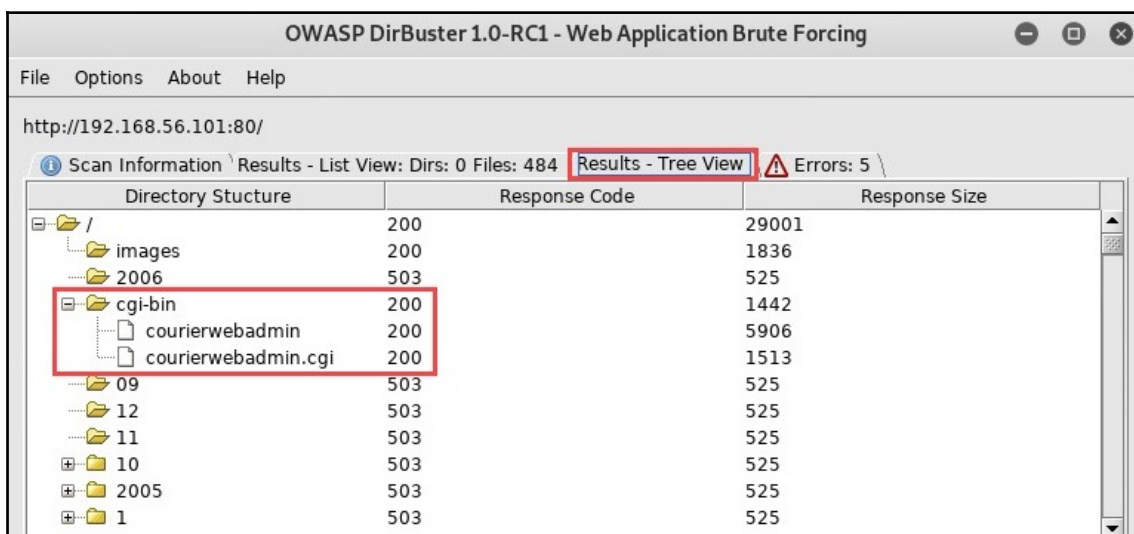 OWASP DirBuster 1.0-RC1 - Web Application Brute Forcing
File Options About Help
http://192.168.56.101:80/
Scan Information Results - List View: Dirs: 0 Files: 484 Results - Tree View Errors: 5
Directory Stucture Response Code Response Size
/ 200 29001
images 200 1836
2006 503 525
cgi-bin 200 1442
courierwebadmin 200 5906
courierwebadmin.cgi 200 1513
09 503 525
12 503 525
11 503 525
10 503 525
2005 503 525
1 503 525